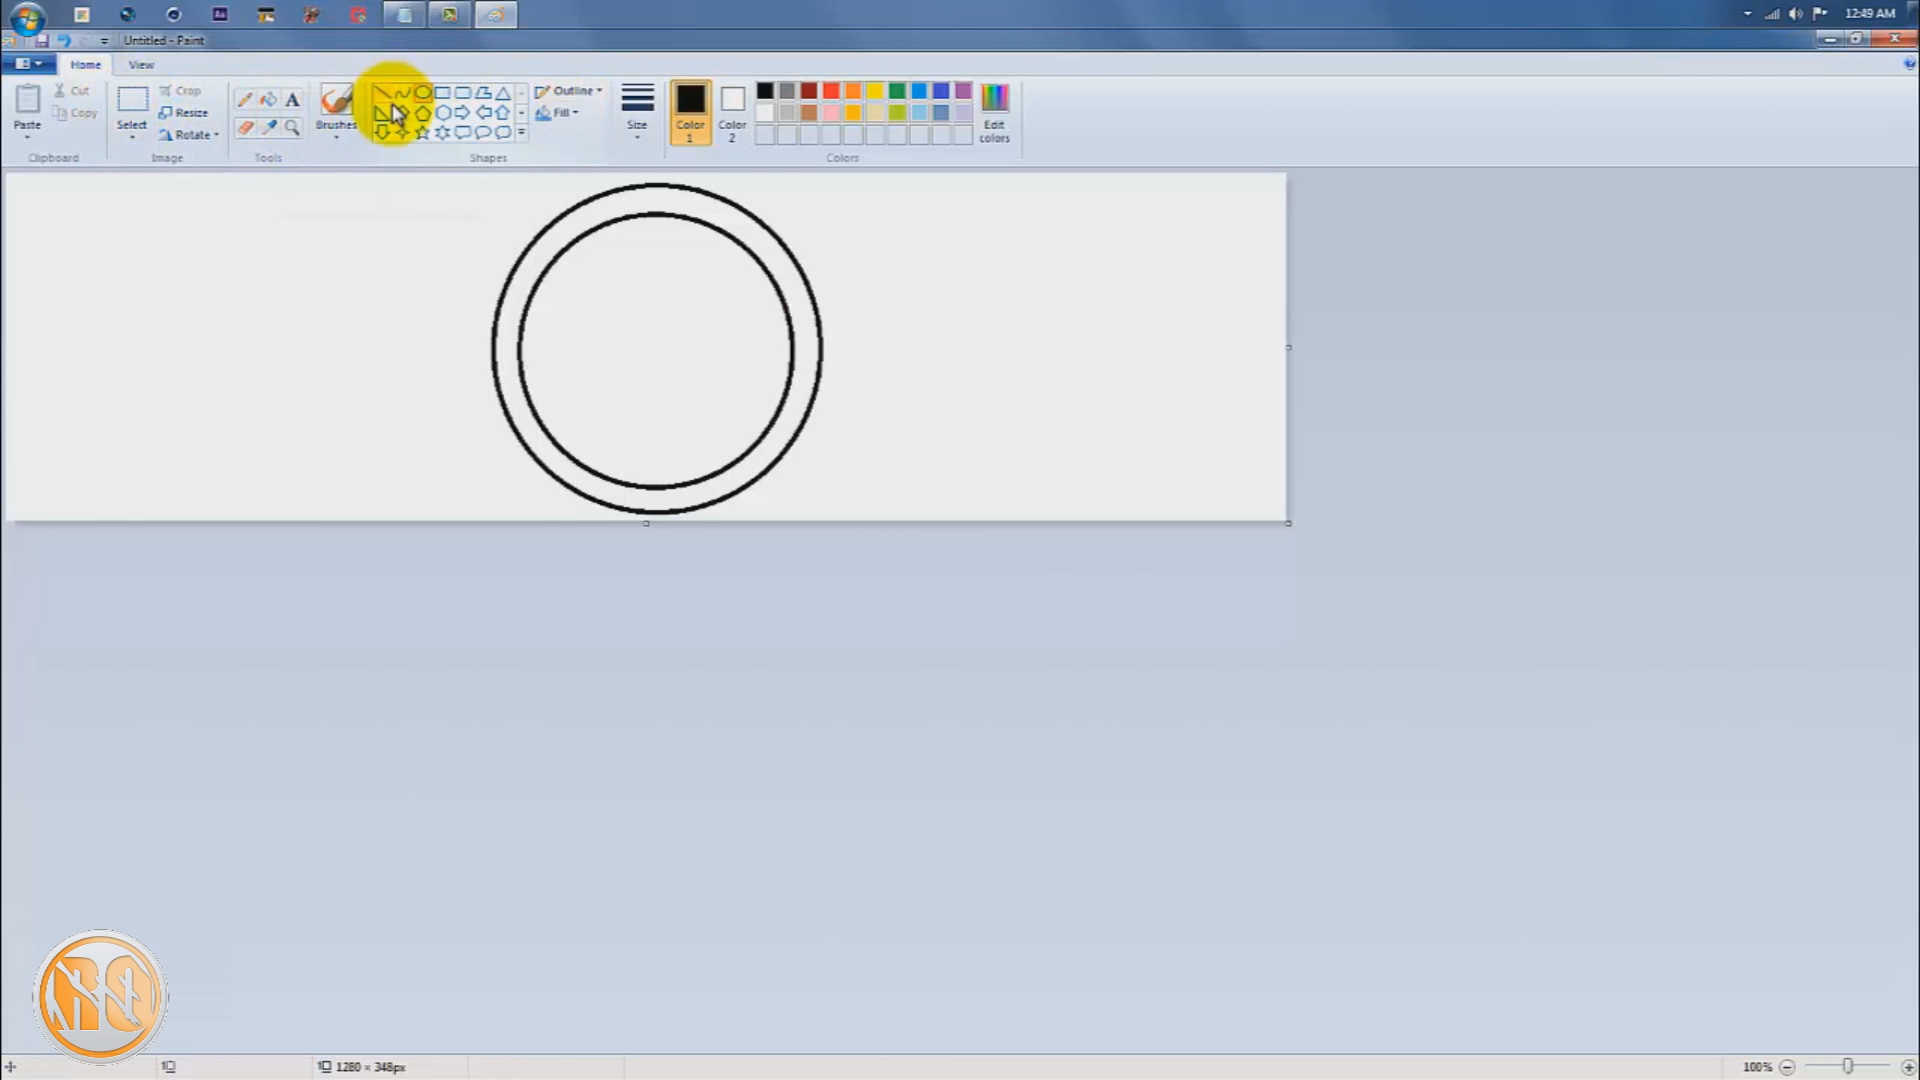 12:49 AM
Untitled - Paint
Home View
Cut
Copy
Paste
Clipboard
Crop
Resize
Rotate
Select
Image
A
Tools
Brushes
Outline
Fill
Shapes
Size
Color
1
Color
2
Edit
colors
Colors
1280 × 348px
100%